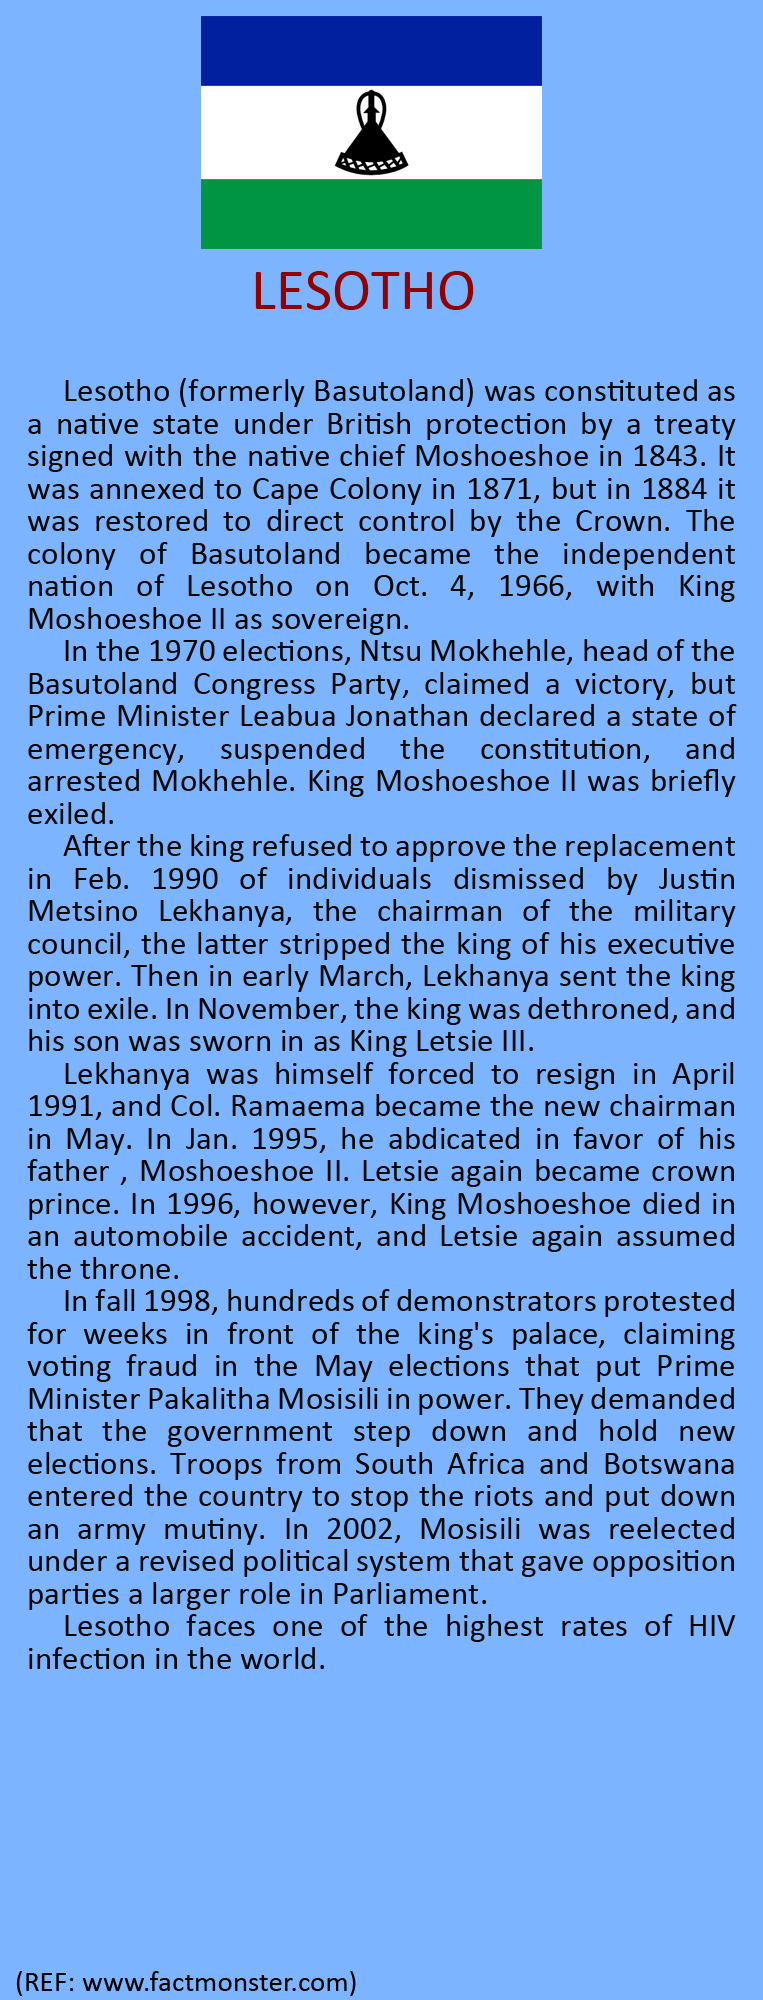 LESOTHO
Lesotho (formerly Basutoland) was constituted as
a native state under British protection by a treaty
signed with the native chief Moshoeshoe in 1843. It
was annexed to Cape Colony in 1871, but in 1884 it
was restored to direct control by the Crown. The
colony of Basutoland became the independent
nation of Lesotho on Oct. 4, 1966, with King
Moshoeshoe II as sovereign.
In the 1970 elections, Ntsu Mokhehle, head of the
Basutoland Congress Party, claimed a victory, but
Prime Minister Leabua Jonathan declared a state of
emergency, suspended the constitution, and
arrested Mokhehle. King Moshoeshoe II was briefly
exiled.
After the king refused to approve the replacement
in Feb. 1990 of individuals dismissed by Justin
Metsino Lekhanya, the chairman of the military
council, the latter stripped the king of his executive
power. Then in early March, Lekhanya sent the king
into exile. In November, the king was dethroned, and
his son was sworn in as King Letsie III.
Lekhanya was himself forced to resign in April
1991, and Col. Ramaema became the new chairman
in May. In Jan. 1995, he abdicated in favor of his
father , Moshoeshoe II. Letsie again became crown
prince. In 1996, however, King Moshoeshoe died in
an automobile accident, and Letsie again assumed
the throne.
In fall 1998, hundreds of demonstrators protested
for weeks in front of the king's palace, claiming
voting fraud in the May elections that put Prime
Minister Pakalitha Mosisili in power. They demanded
that the government step down and hold new
elections. Troops from South Africa and Botswana
entered the country to stop the riots and put down
an army mutiny. In 2002, Mosisili was reelected
under a revised political system that gave opposition
parties a larger role in Parliament.
Lesotho faces one of the highest rates of HIV
infection in the world.
(REF: www.factmonster.com)